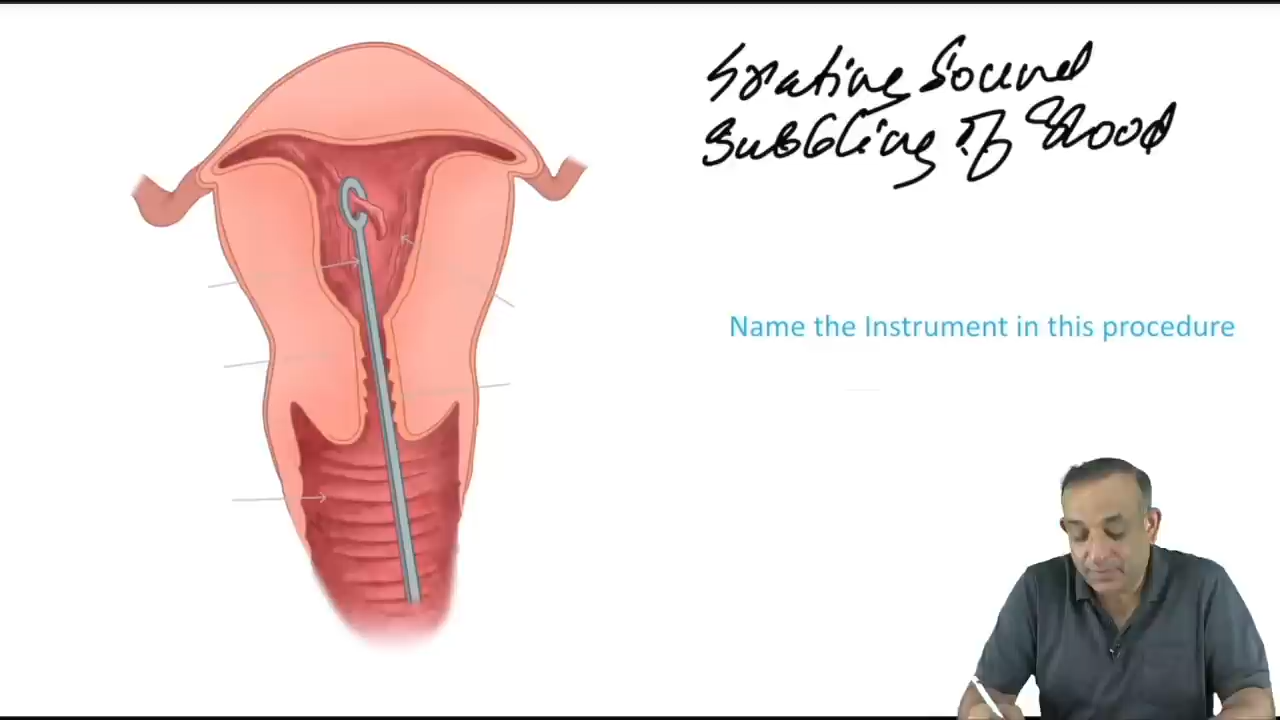 Grating Sound
Bubbling of Blood
Name the Instrument in this procedure